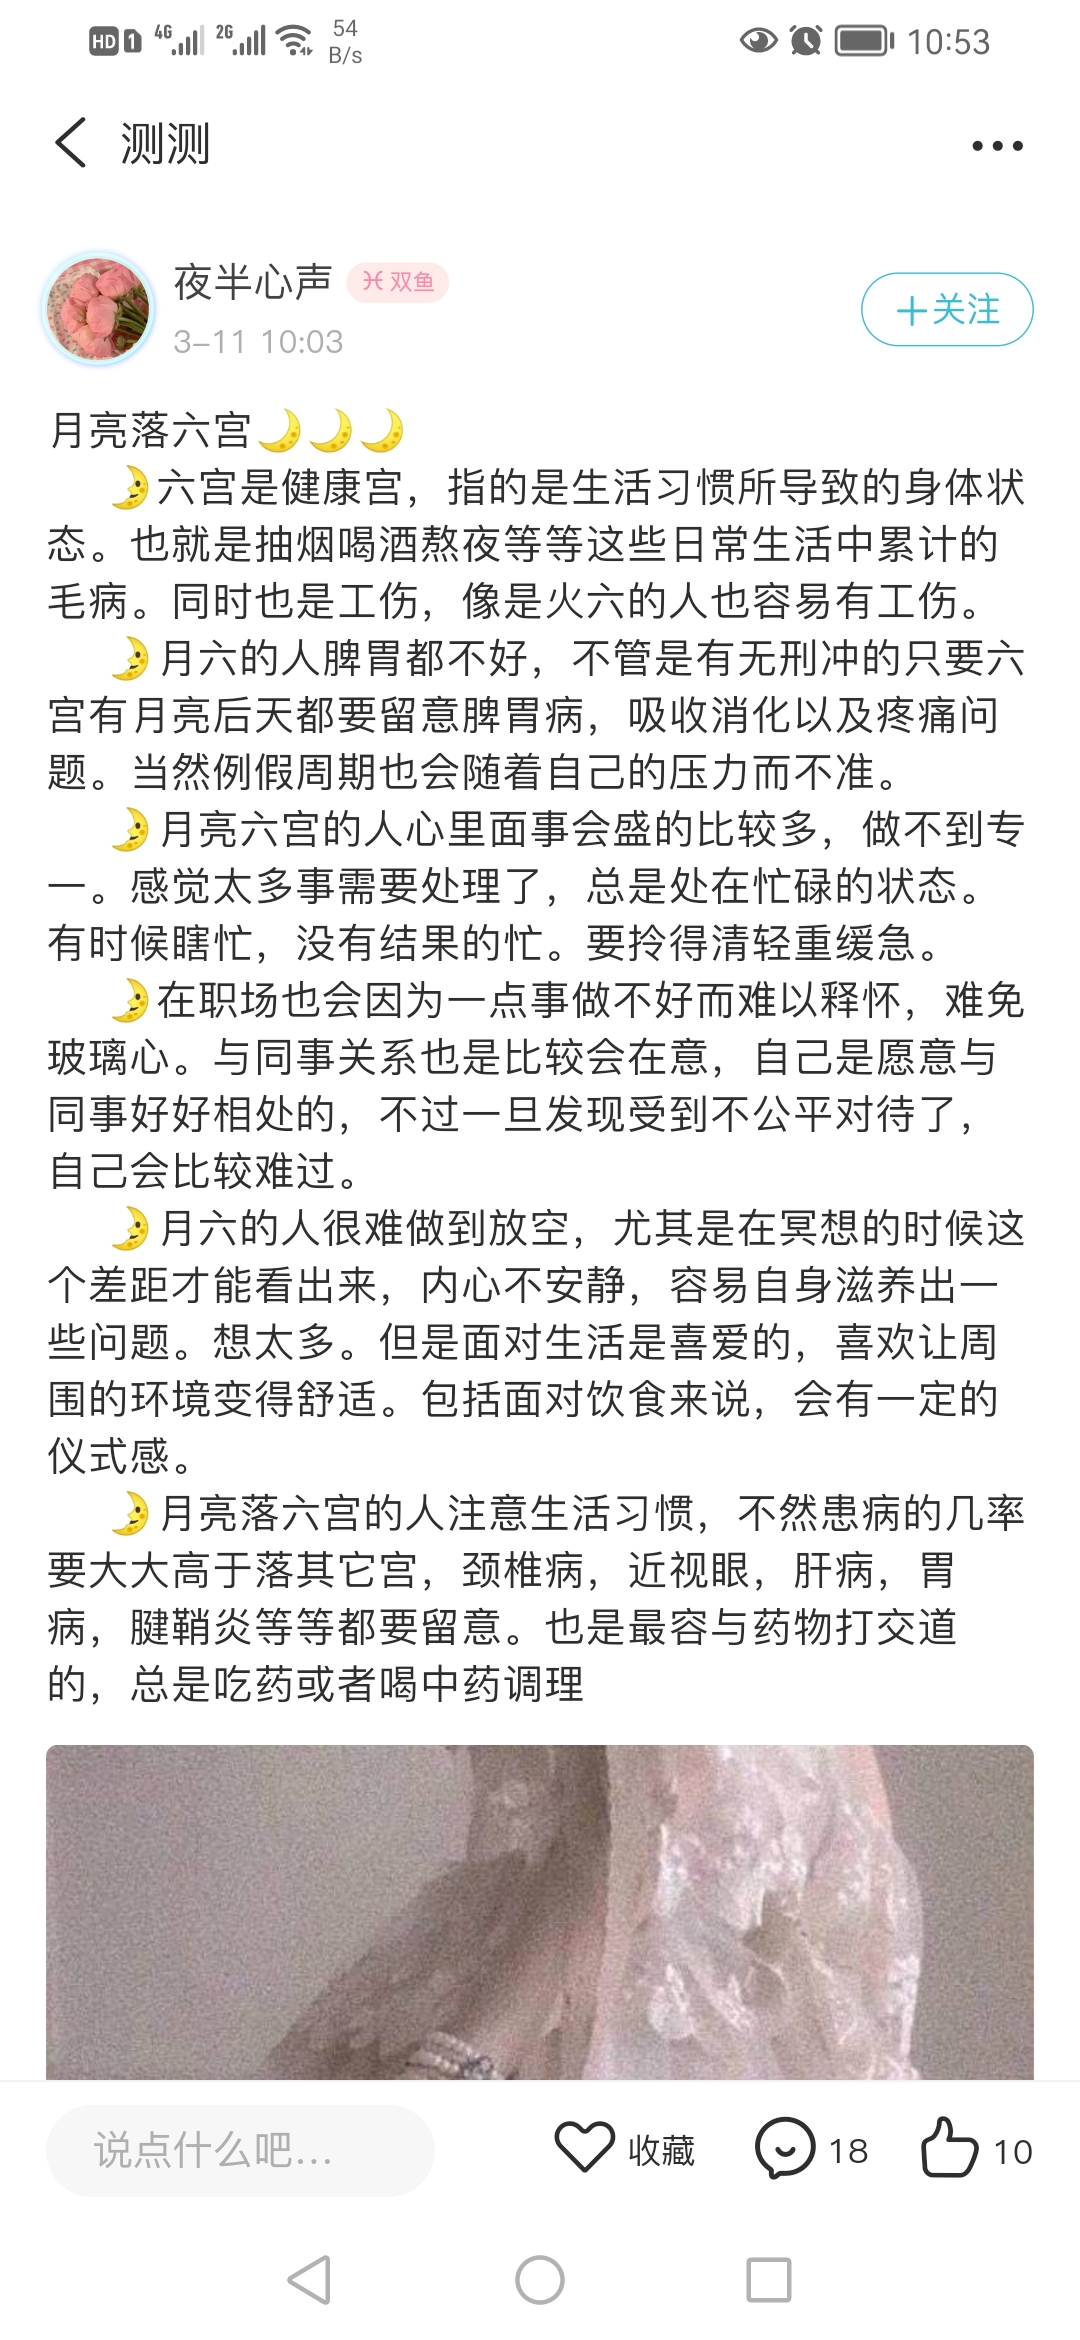 HD 1 4G 2G 54 B/s 10:53
测测
夜半心声 双鱼
3-11 10:03
+关注
月亮落六宫🌙🌙🌙
🌛六宫是健康宫，指的是生活习惯所导致的身体状
态。也就是抽烟喝酒熬夜等等这些日常生活中累计的
毛病。同时也是工伤，像是火六的人也容易有工伤。
🌛月六的人脾胃都不好，不管是有无刑冲的只要六
宫有月亮后天都要留意脾胃病，吸收消化以及疼痛问
题。当然例假周期也会随着自己的压力而不准。
🌛月亮六宫的人心里面事会盛的比较多，做不到专
一。感觉太多事需要处理了，总是处在忙碌的状态。
有时候瞎忙，没有结果的忙。要拎得清轻重缓急。
🌛在职场也会因为一点事做不好而难以释怀，难免
玻璃心。与同事关系也是比较会在意，自己是愿意与
同事好好相处的，不过一旦发现受到不公平对待了，
自己会比较难过。
🌛月六的人很难做到放空，尤其是在冥想的时候这
个差距才能看出来，内心不安静，容易自身滋养出一
些问题。想太多。但是面对生活是喜爱的，喜欢让周
围的环境变得舒适。包括面对饮食来说，会有一定的
仪式感。
🌛月亮落六宫的人注意生活习惯，不然患病的几率
要大大高于落其它宫，颈椎病，近视眼，肝病，胃
病，腱鞘炎等等都要留意。也是最容与药物打交道
的，总是吃药或者喝中药调理
说点什么吧... 收藏 18 10